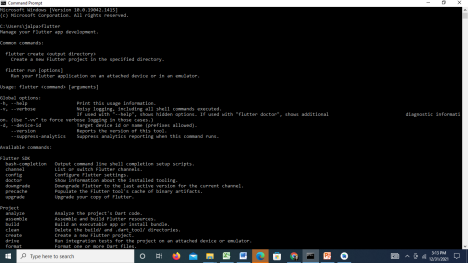 Command Prompt
Microsoft Windows [Version 10.0.19042.1415]
(c) Microsoft Corporation. All rights reserved.
C:\Users\jalpa>flutter
Manage your Flutter app development.
Common commands:
flutter create <output directory>
Create a new Flutter project in the specified directory.
flutter run [options]
Run your Flutter application on an attached device or in an emulator.
Usage: flutter <command> [arguments]
Global options:
-h, --help Print this usage information.
-v, --verbose Noisy logging, including all shell commands executed.
If used with "--help", shows hidden options. If used with "flutter doctor", shows additional diagnostic informati
on. (Use "-vv" to force verbose logging in those cases.)
-d, --device-id Target device id or name (prefixes allowed).
--version Reports the version of this tool.
--suppress-analytics Suppress analytics reporting when this command runs.
Available commands:
Flutter SDK
bash-completion Output command line shell completion setup scripts.
channel List or switch Flutter channels.
config Configure Flutter settings.
doctor Show information about the installed tooling.
downgrade Downgrade Flutter to the last active version for the current channel.
precache Populate the Flutter tool's cache of binary artifacts.
upgrade Upgrade your copy of Flutter.
Project
analyze Analyze the project's Dart code.
assemble Assemble and build Flutter resources.
build Build an executable app or install bundle.
clean Delete the build/ and .dart_tool/ directories.
create Create a new Flutter project.
drive Run integration tests for the project on an attached device or emulator.
format Format one or more Dart files.
Type here to search
5:13 PM
12/31/2021